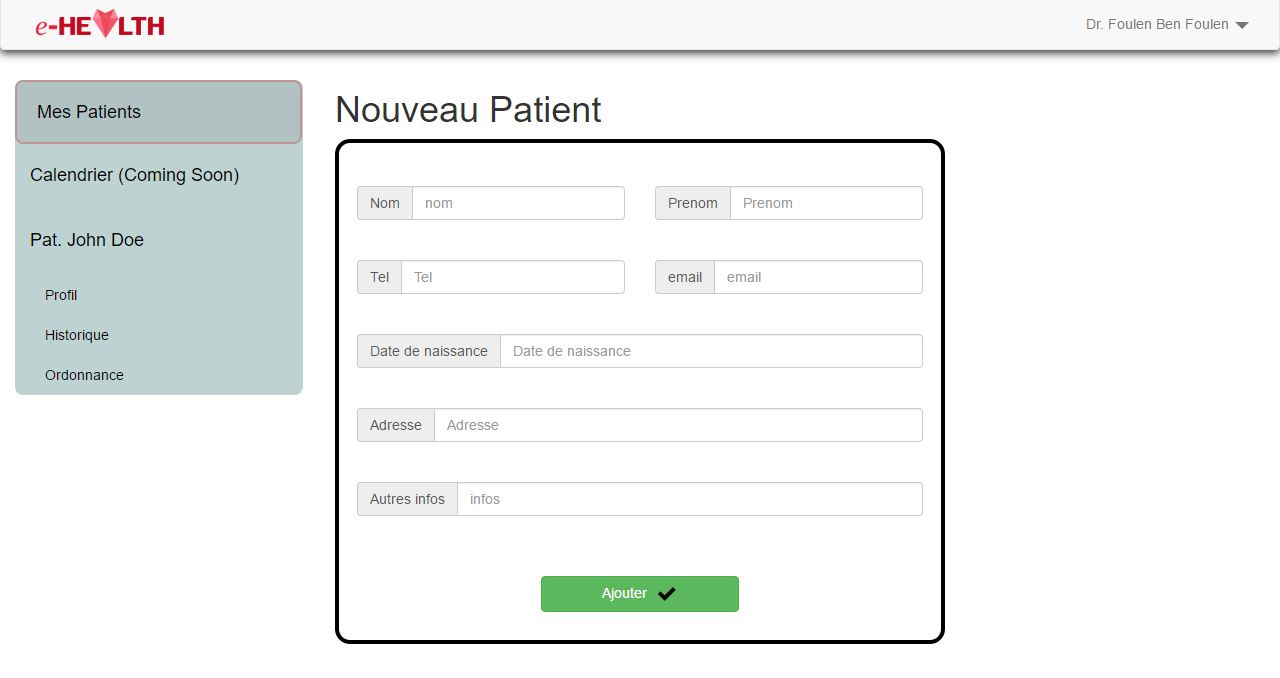 e-HEALTH
Dr. Foulen Ben Foulen
Mes Patients
Calendrier (Coming Soon)
Pat. John Doe
Profil
Historique
Ordonnance
Nouveau Patient
Nom nom
Prenom Prenom
Tel Tel
email email
Date de naissance Date de naissance
Adresse Adresse
Autres infos infos
Ajouter